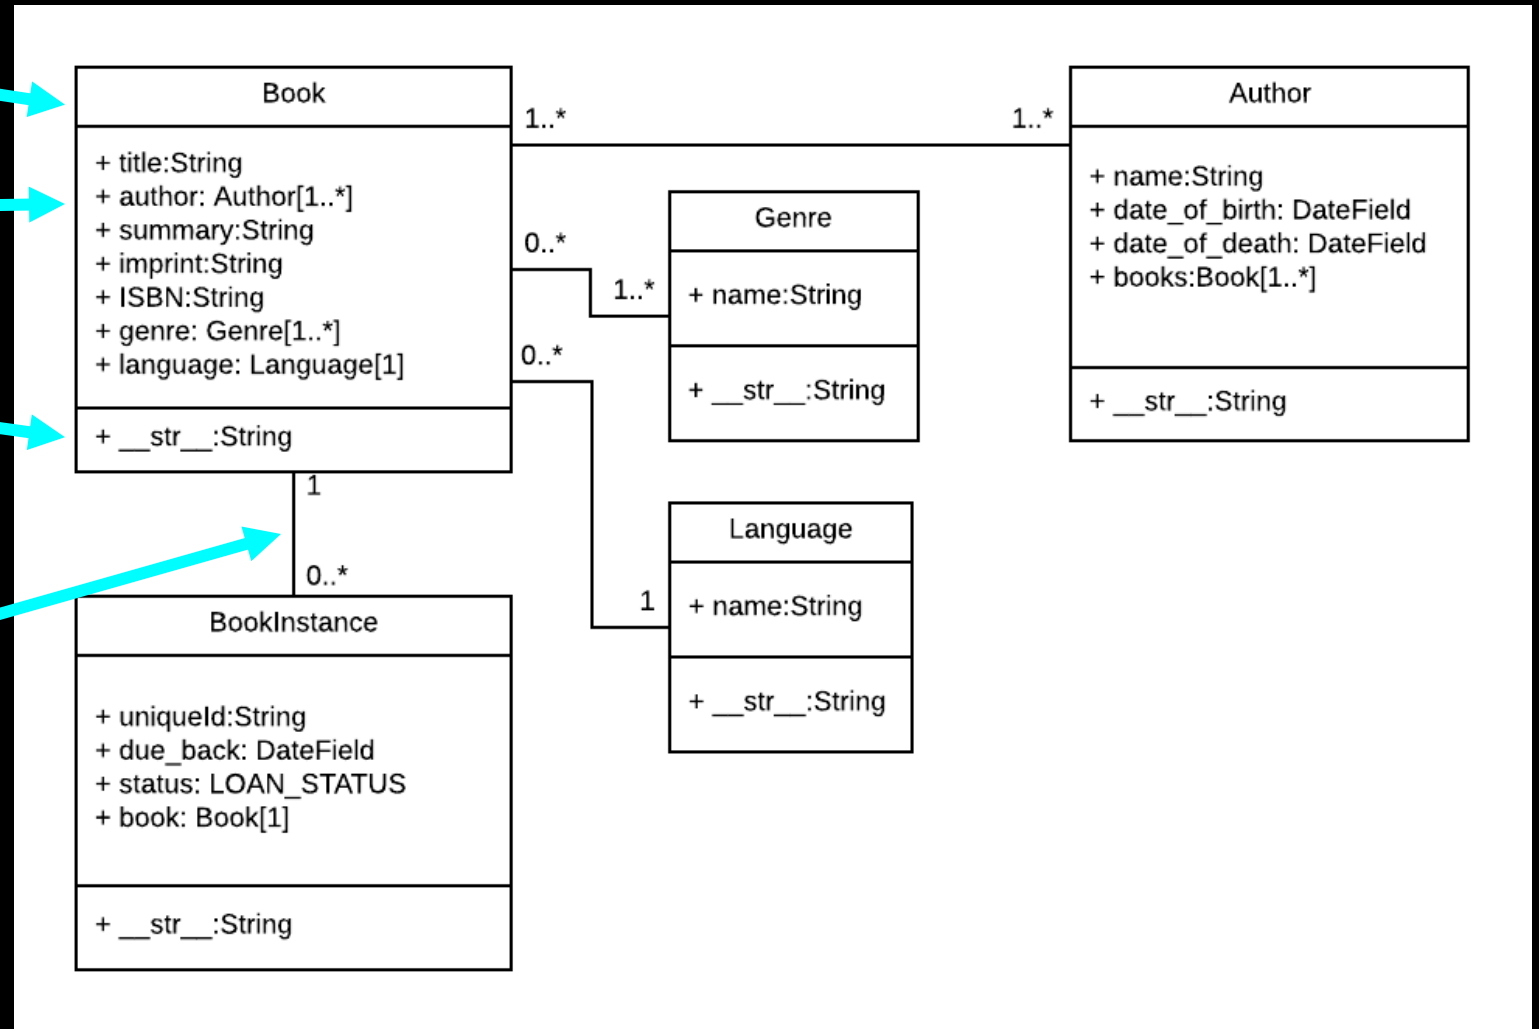 Book
+ title:String
+ author: Author[1..*]
+ summary:String
+ imprint:String
+ ISBN:String
+ genre: Genre[1..*]
+ language: Language[1]
+ __str__:String
1..*
1..*
Author
+ name:String
+ date_of_birth: DateField
+ date_of_death: DateField
+ books:Book[1..*]
+ __str__:String
0..*
1..*
Genre
+ name:String
+ __str__:String
0..*
1
Language
+ name:String
+ __str__:String
1
0..*
BookInstance
+ uniqueId:String
+ due_back: DateField
+ status: LOAN_STATUS
+ book: Book[1]
+ __str__:String